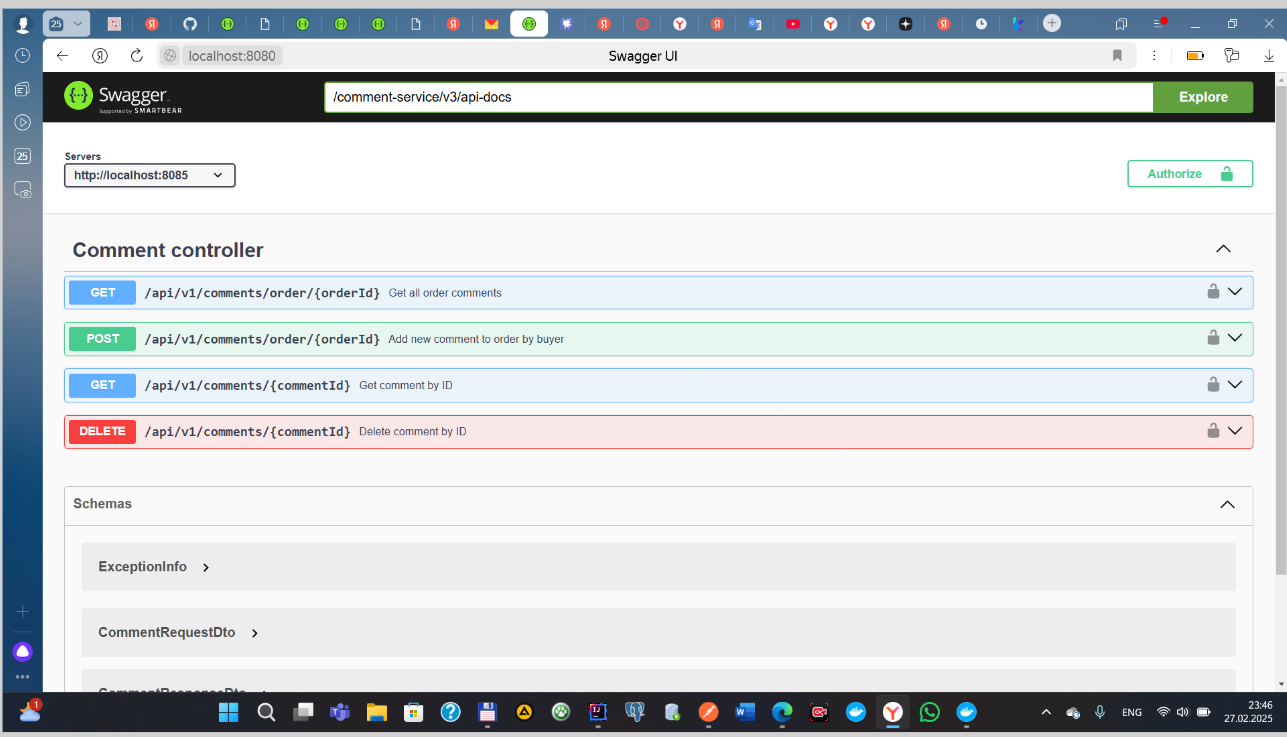 25
localhost:8080
Swagger UI
Swagger.
Supported by SMARTBEAR
/comment-service/v3/api-docs
Explore
25
Servers
http://localhost:8085
Authorize
Comment controller
GET /api/v1/comments/order/{orderId} Get all order comments
POST /api/v1/comments/order/{orderId} Add new comment to order by buyer
GET /api/v1/comments/{commentId} Get comment by ID
DELETE /api/v1/comments/{commentId} Delete comment by ID
Schemas
ExceptionInfo
CommentRequestDto
CommentResponseDto
1
ENG
23:46
27.02.2025